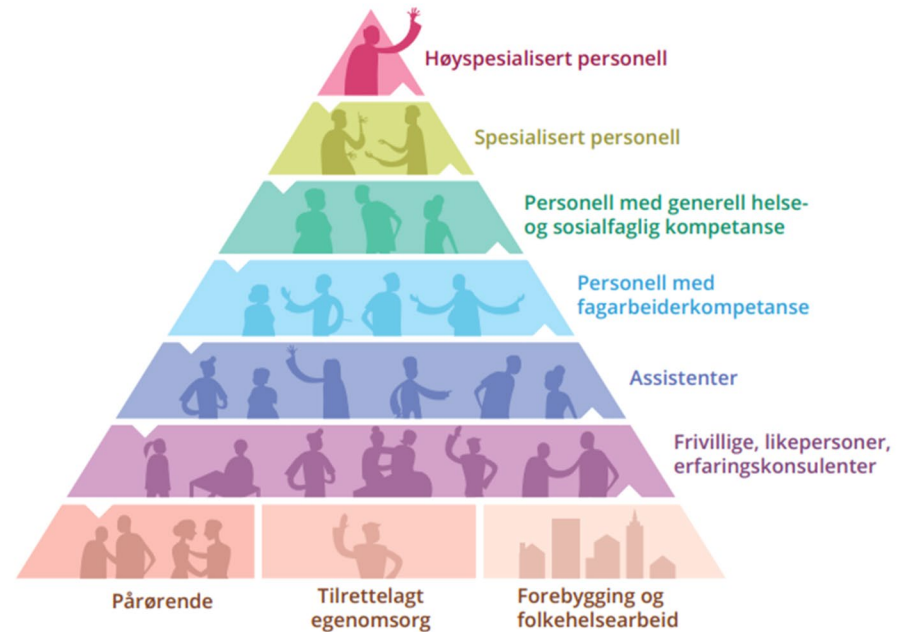 Høyspesialisert personell
Spesialisert personell
Personell med generell helse-
og sosialfaglig kompetanse
Personell med
fagarbeiderkompetanse
Assistenter
Frivillige, likepersoner,
erfaringskonsulenter
Pårørende
Tilrettelagt
egenomsorg
Forebygging og
folkehelsearbeid